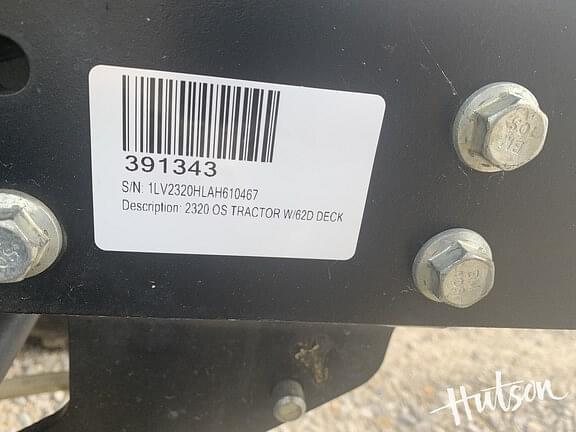 391343
S/N: 1LV2320HLAH610467
Description: 2320 OS TRACTOR W/62D DECK
Hutson